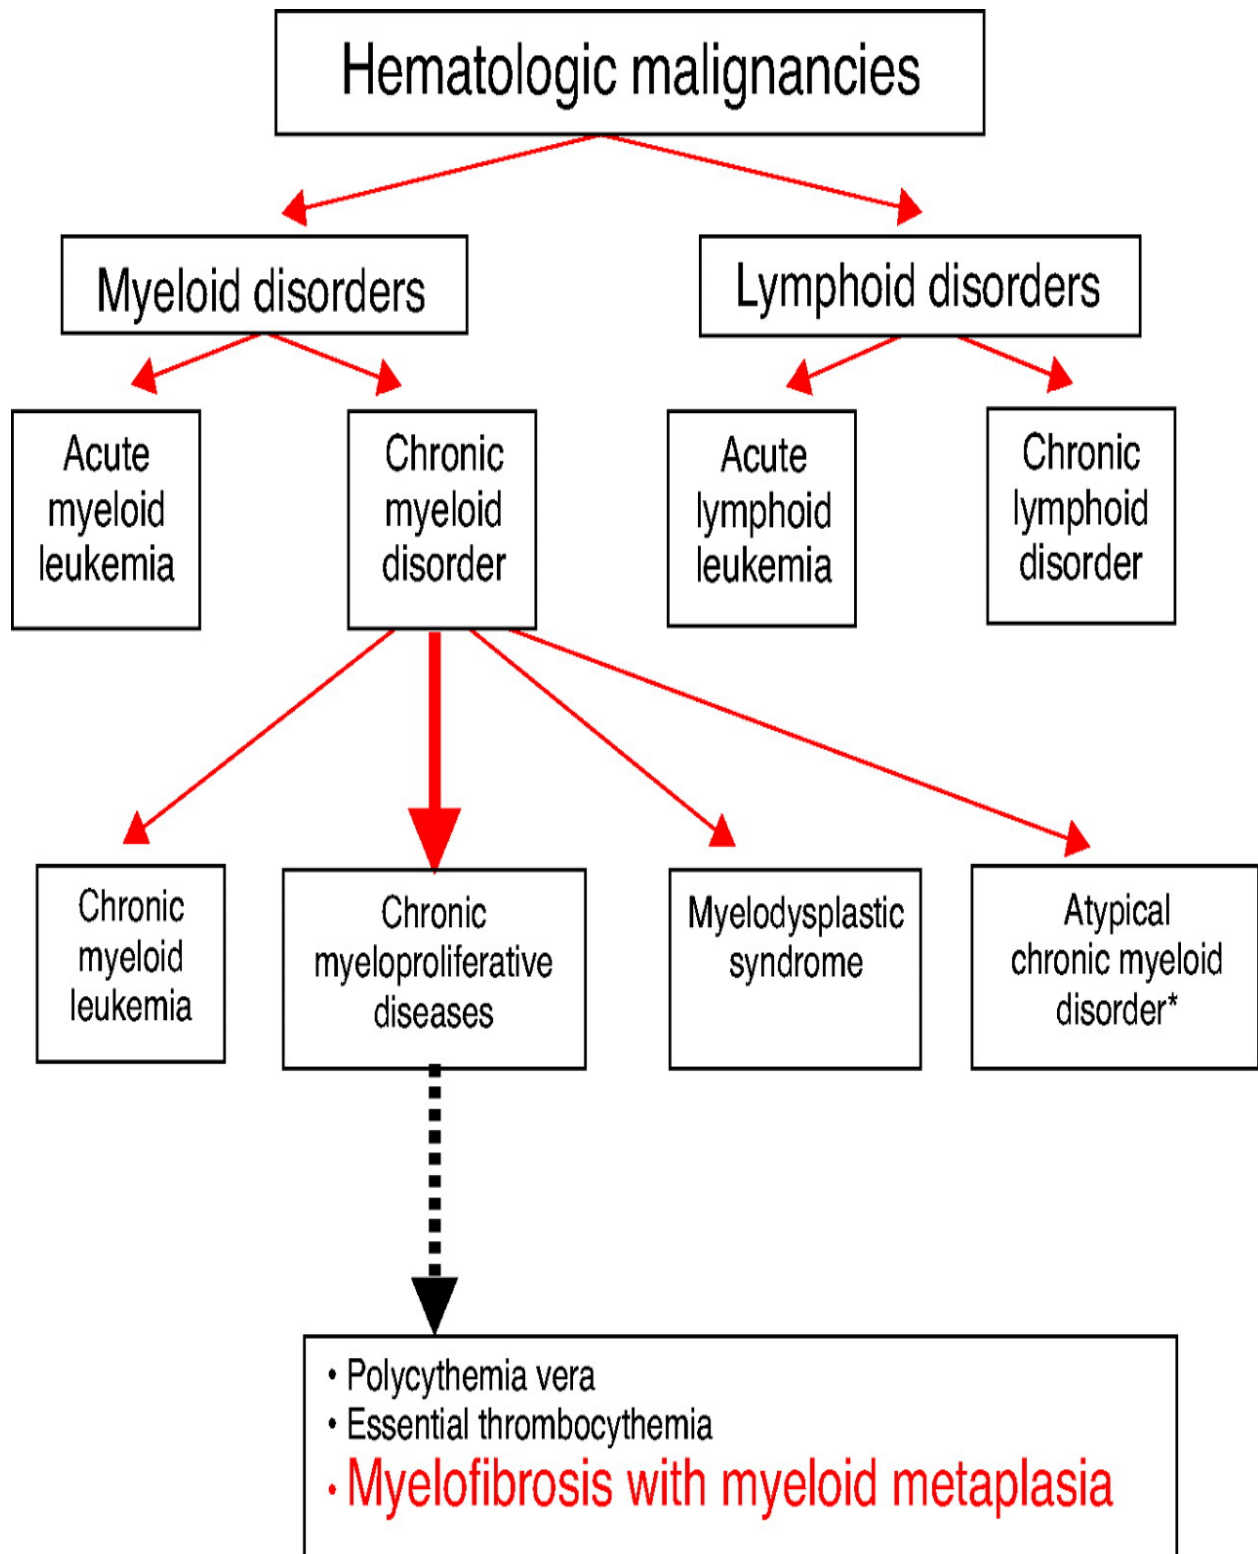 Hematologic malignancies
Myeloid disorders
Lymphoid disorders
Acute
myeloid
leukemia
Chronic
myeloid
disorder
Acute
lymphoid
leukemia
Chronic
lymphoid
disorder
Chronic
myeloid
leukemia
Chronic
myeloproliferative
diseases
Myelodysplastic
syndrome
Atypical
chronic myeloid
disorder*
• Polycythemia vera
• Essential thrombocythemia
• Myelofibrosis with myeloid metaplasia